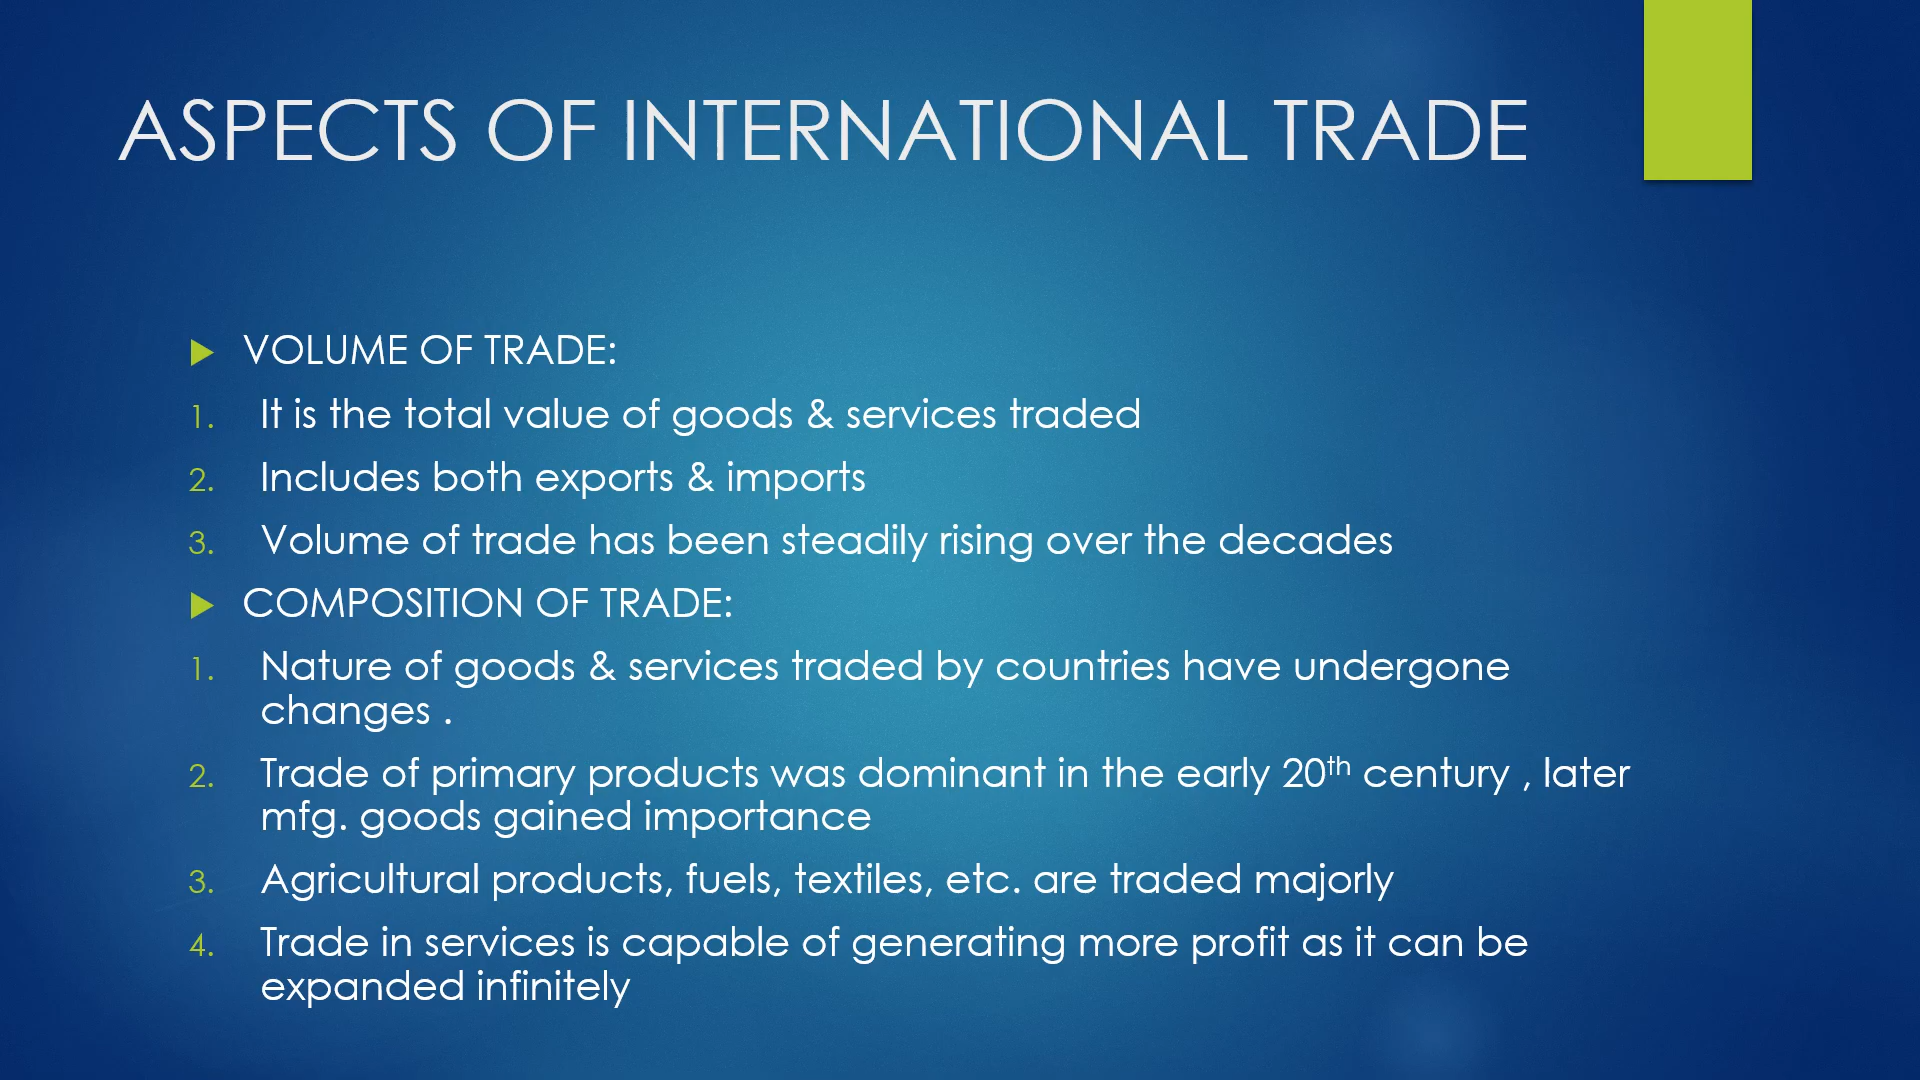 ASPECTS OF INTERNATIONAL TRADE
VOLUME OF TRADE:
1. It is the total value of goods & services traded
2. Includes both exports & imports
3. Volume of trade has been steadily rising over the decades
COMPOSITION OF TRADE:
1. Nature of goods & services traded by countries have undergone
changes .
2. Trade of primary products was dominant in the early 20th century , later
mfg. goods gained importance
3. Agricultural products, fuels, textiles, etc. are traded majorly
4. Trade in services is capable of generating more profit as it can be
expanded infinitely